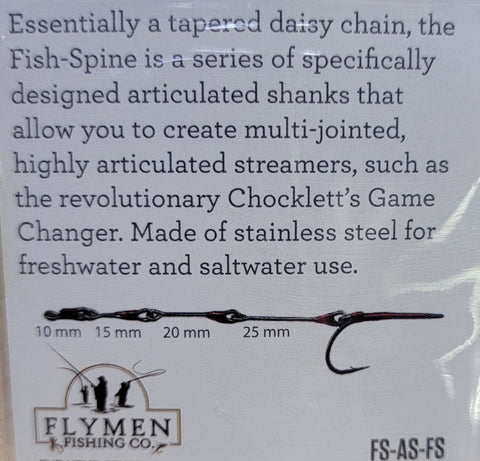 Essentially a tapered daisy chain, the
Fish-Spine is a series of specifically
designed articulated shanks that
allow you to create multi-jointed,
highly articulated streamers, such as
the revolutionary Chocklett's Game
Changer. Made of stainless steel for
freshwater and saltwater use.
10 mm 15 mm 20 mm 25 mm
FLYMEN
FISHING CO.
FS-AS-FS